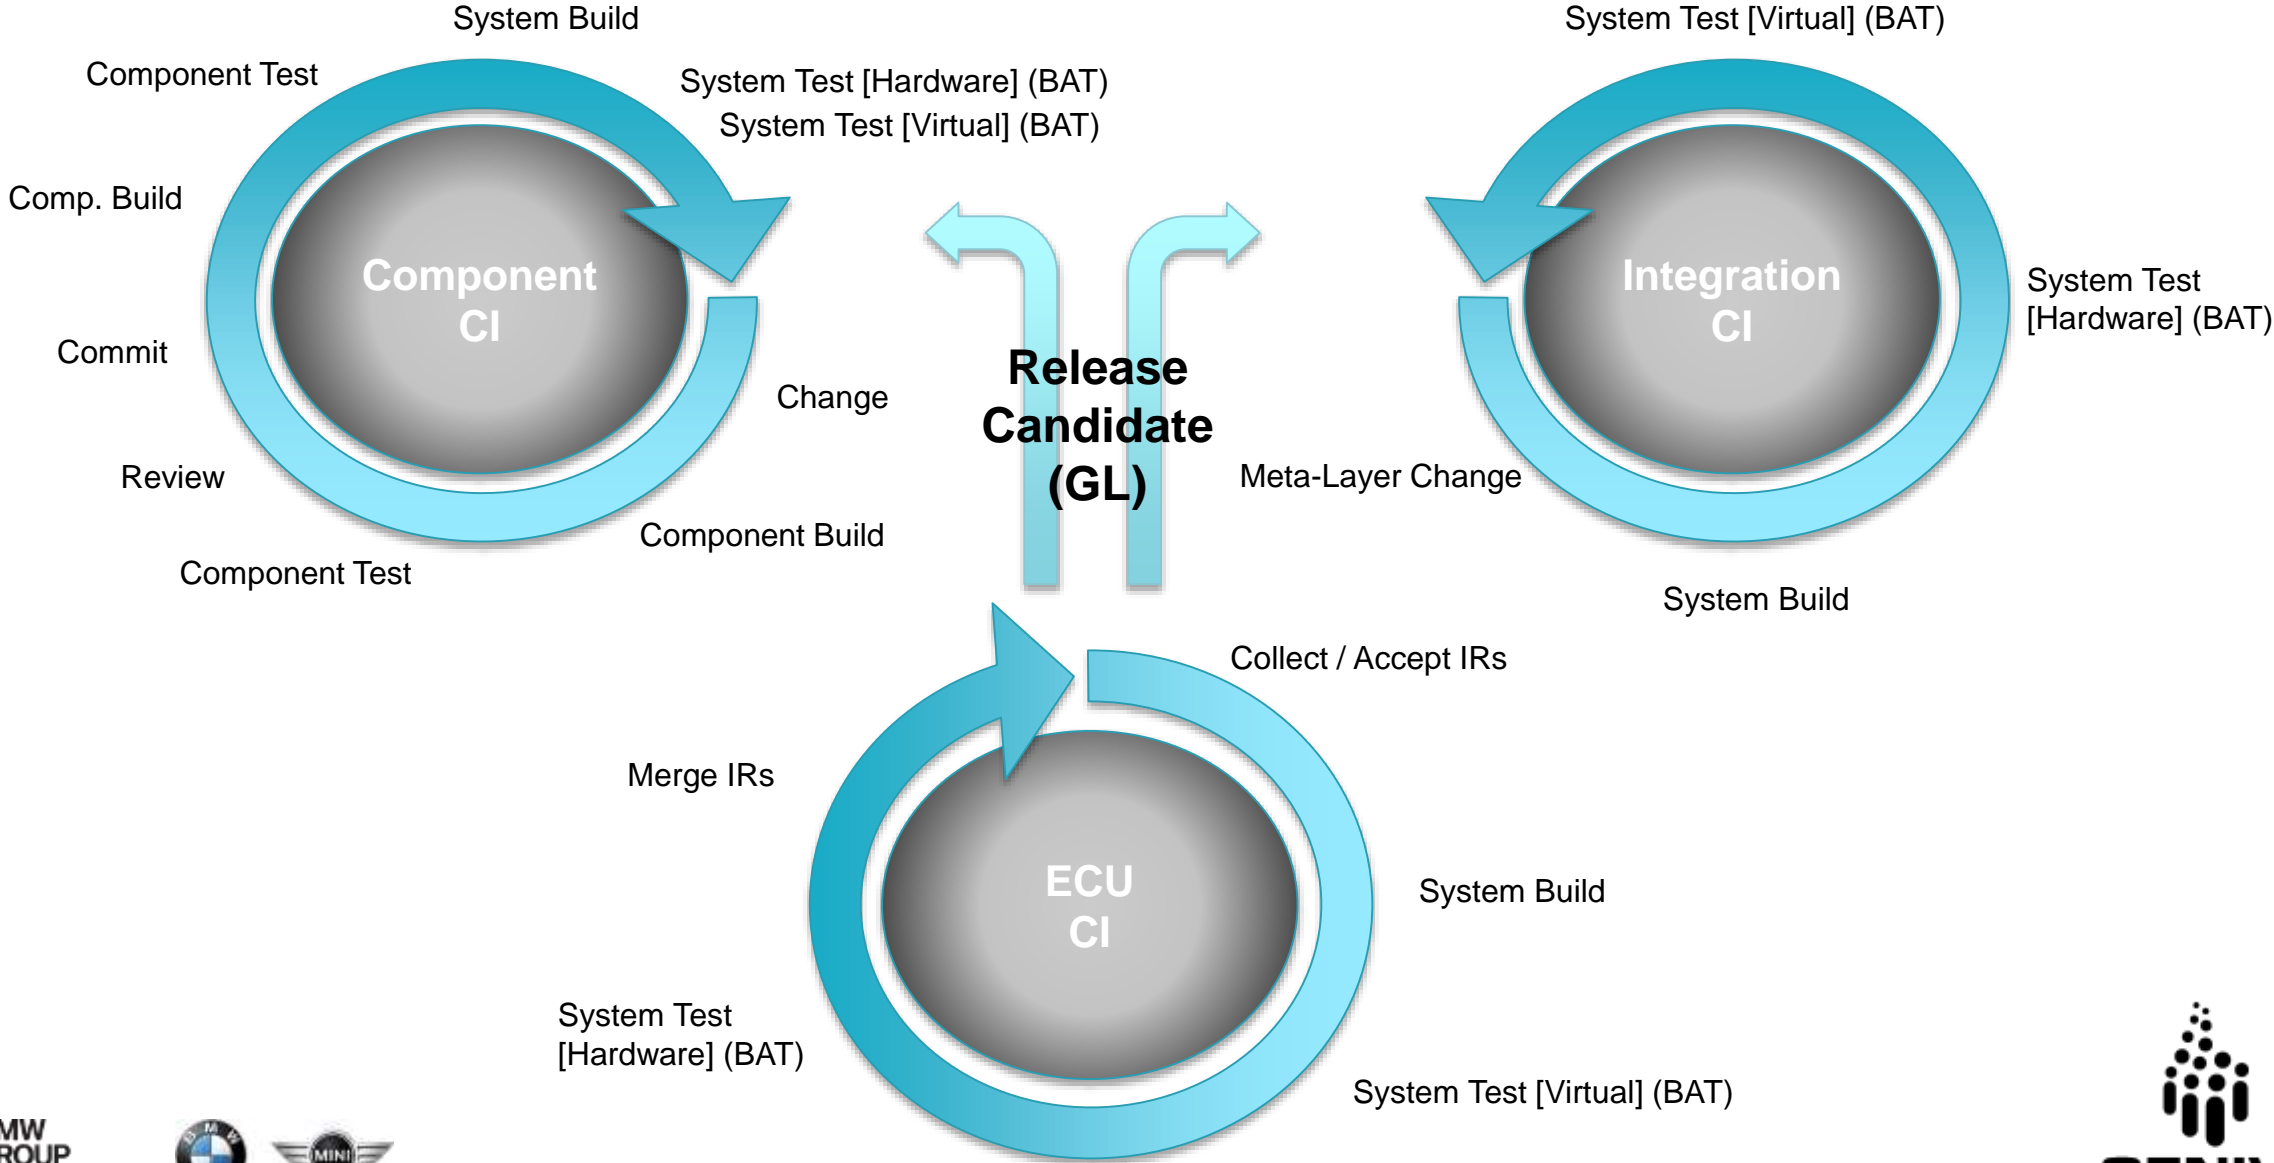 System Build
System Test [Virtual] (BAT)
Component Test
System Test [Hardware] (BAT)
System Test [Virtual] (BAT)
Comp. Build
Component
CI
Integration
CI
System Test
[Hardware] (BAT)
Commit
Change
Release
Candidate
(GL)
Review
Meta-Layer Change
Component Build
Component Test
System Build
Collect / Accept IRs
Merge IRs
ECU
CI
System Build
System Test
[Hardware] (BAT)
System Test [Virtual] (BAT)
BMW
MINI